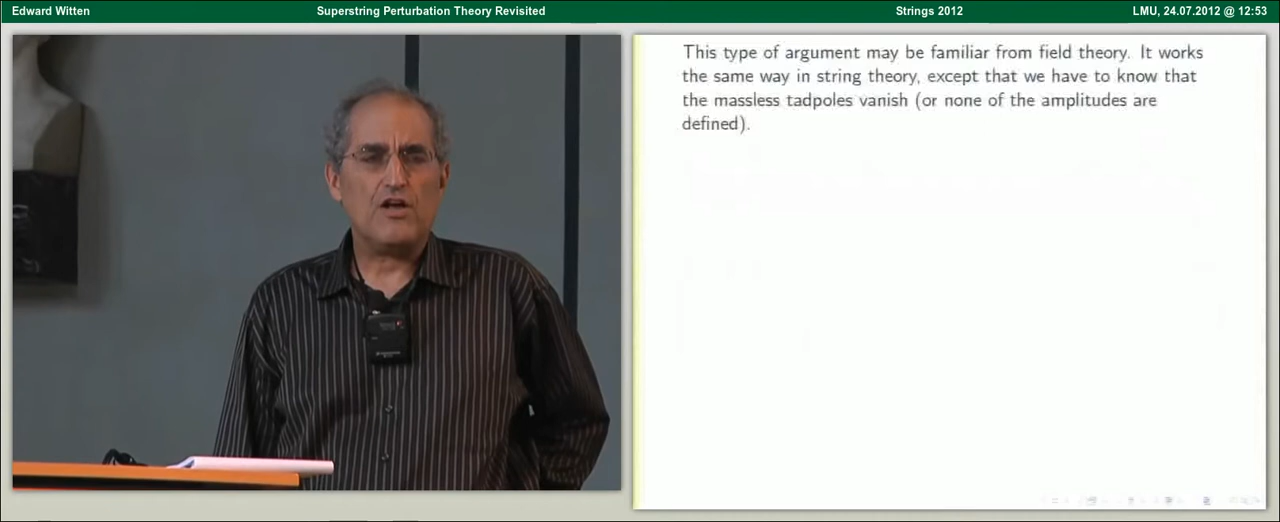 Edward Witten Superstring Perturbation Theory Revisited Strings 2012 LMU, 24.07.2012 @ 12:53
This type of argument may be familiar from field theory. It works
the same way in string theory, except that we have to know that
the massless tadpoles vanish (or none of the amplitudes are
defined).